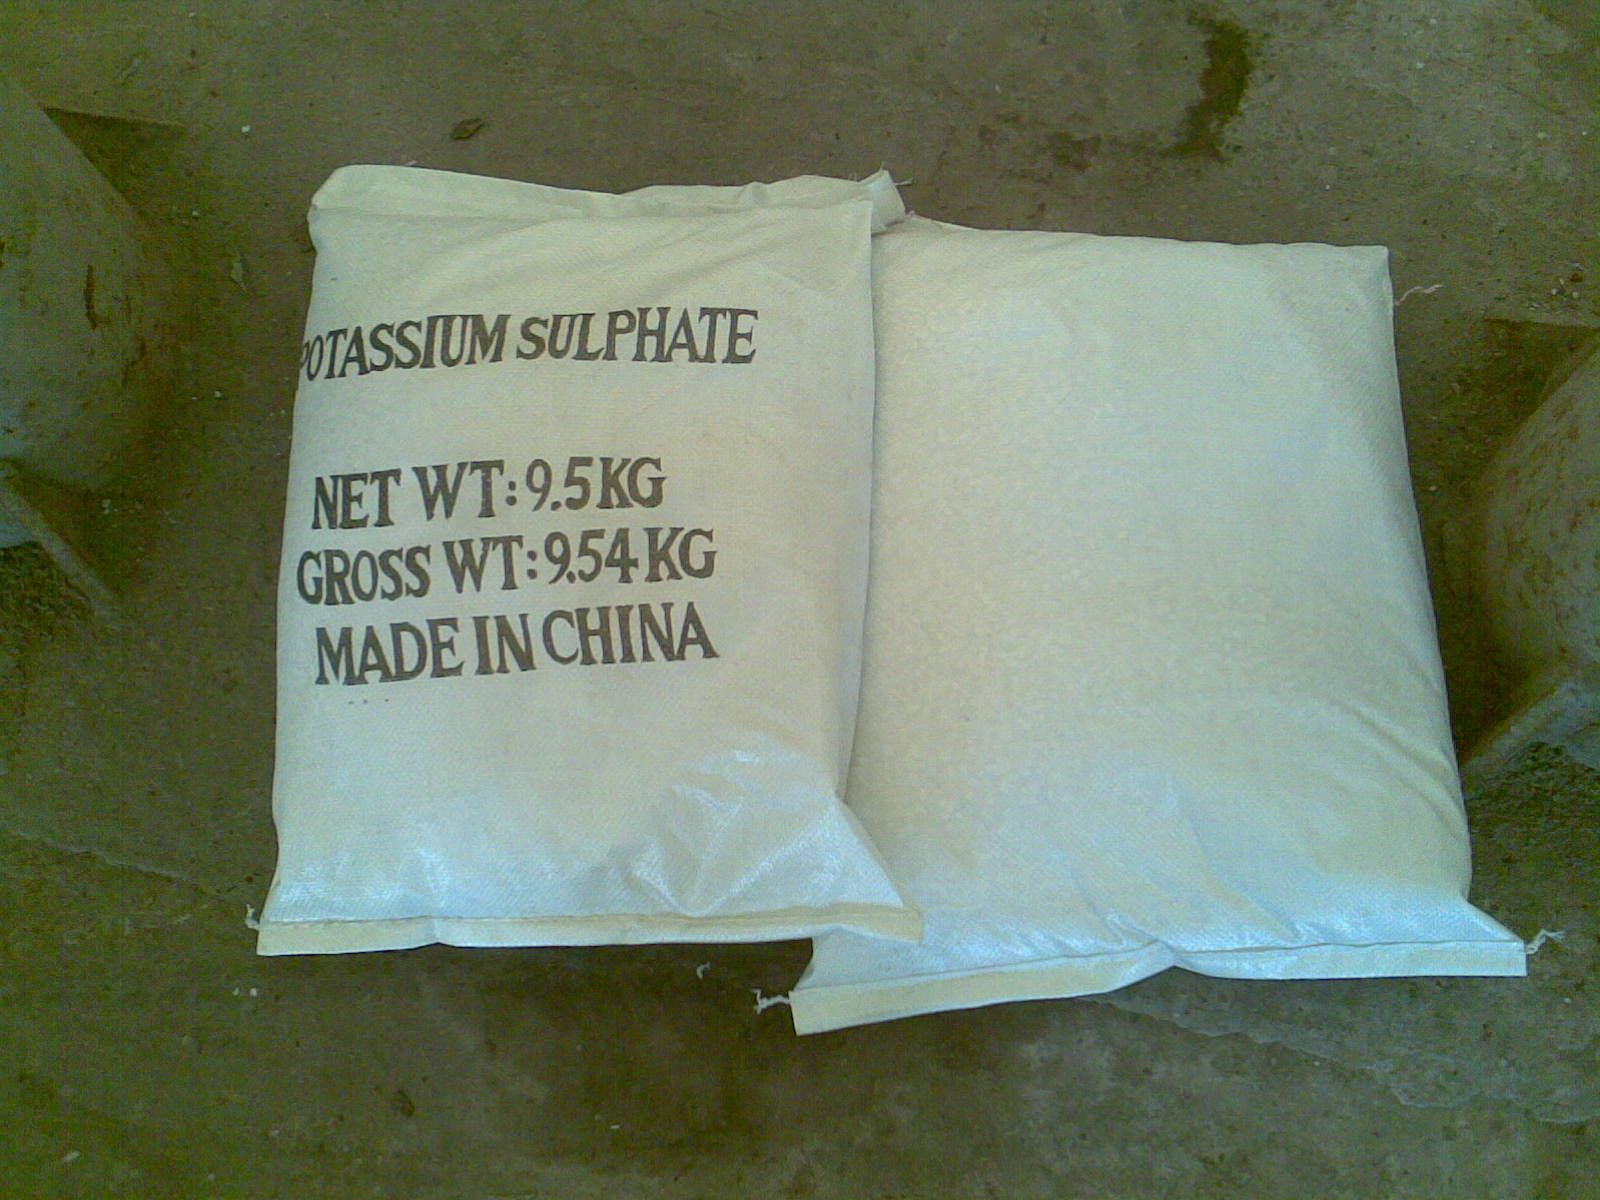 POTASSIUM SULPHATE
NET WT: 9.5KG
GROSS WT: 9.54KG
MADE IN CHINA